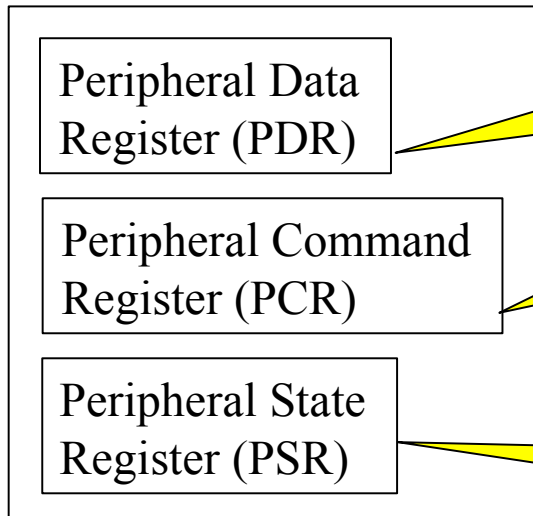 Peripheral Data
Register (PDR)
Peripheral Command
Register (PCR)
Peripheral State
Register (PSR)